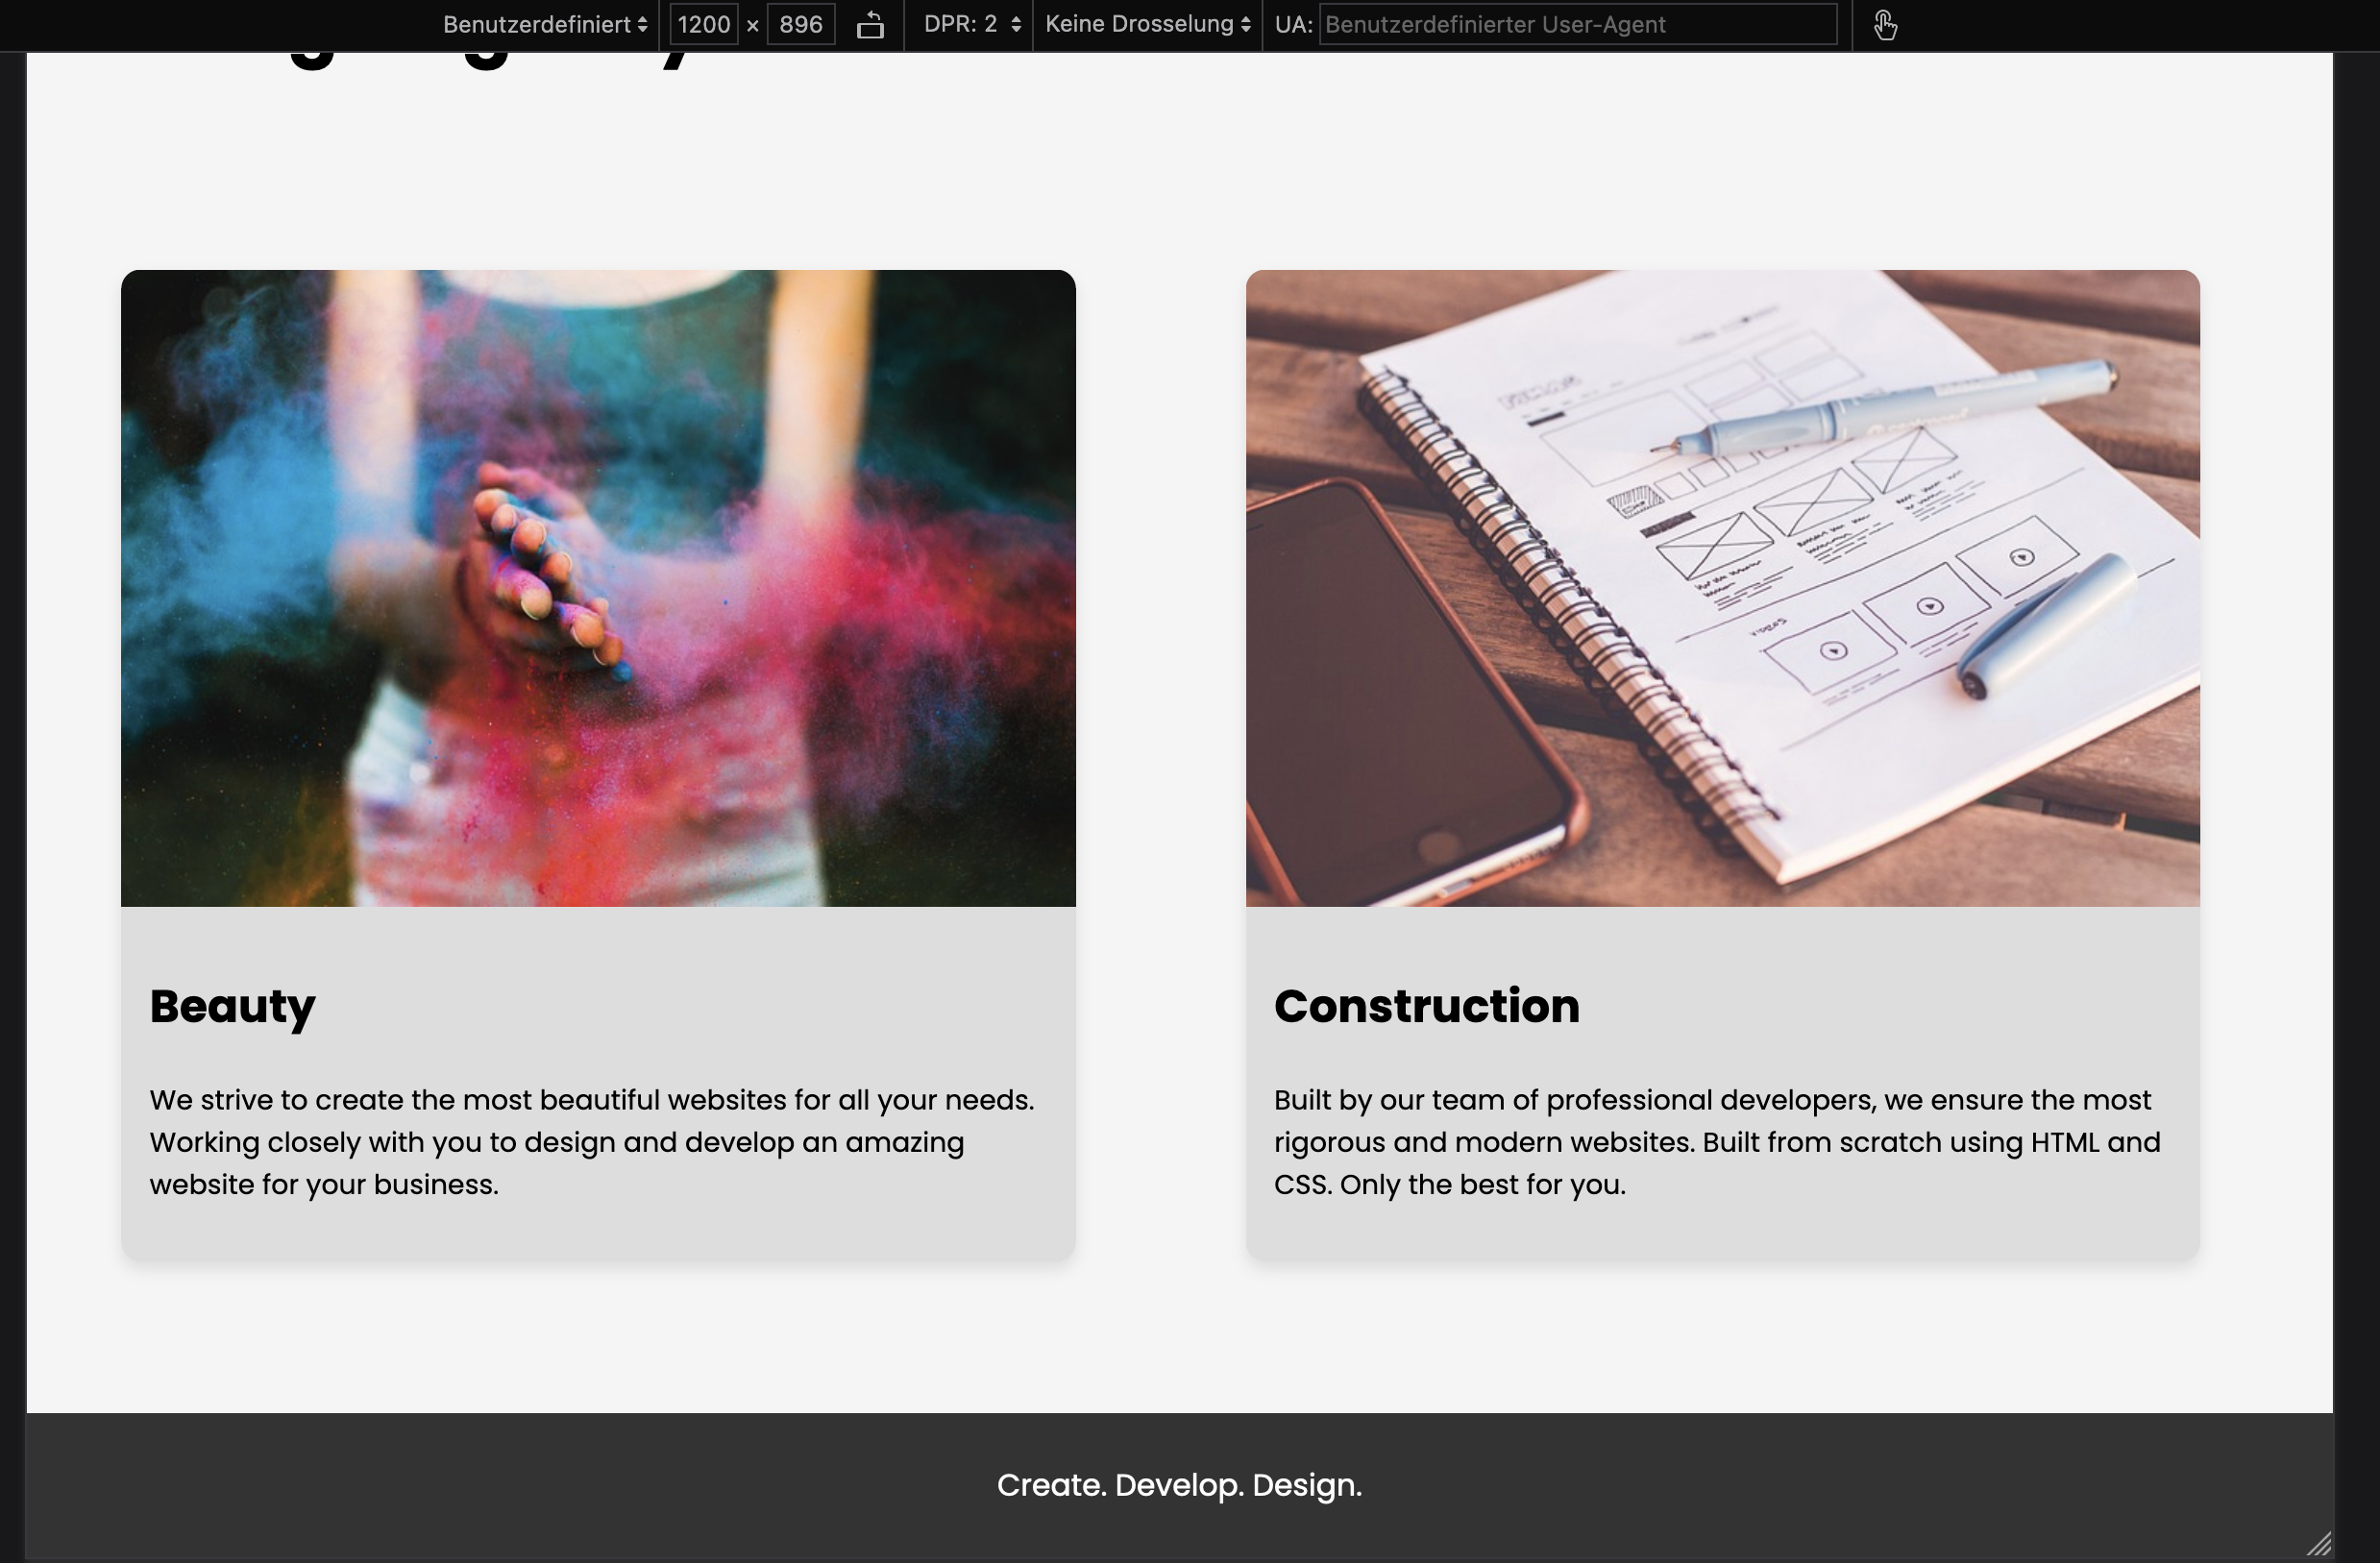 Benutzerdefiniert 1200 × 896 DPR: 2 Keine Drosselung UA: Benutzerdefinierter User-Agent
Beauty
We strive to create the most beautiful websites for all your needs.
Working closely with you to design and develop an amazing
website for your business.
Construction
Built by our team of professional developers, we ensure the most
rigorous and modern websites. Built from scratch using HTML and
CSS. Only the best for you.
Create. Develop. Design.